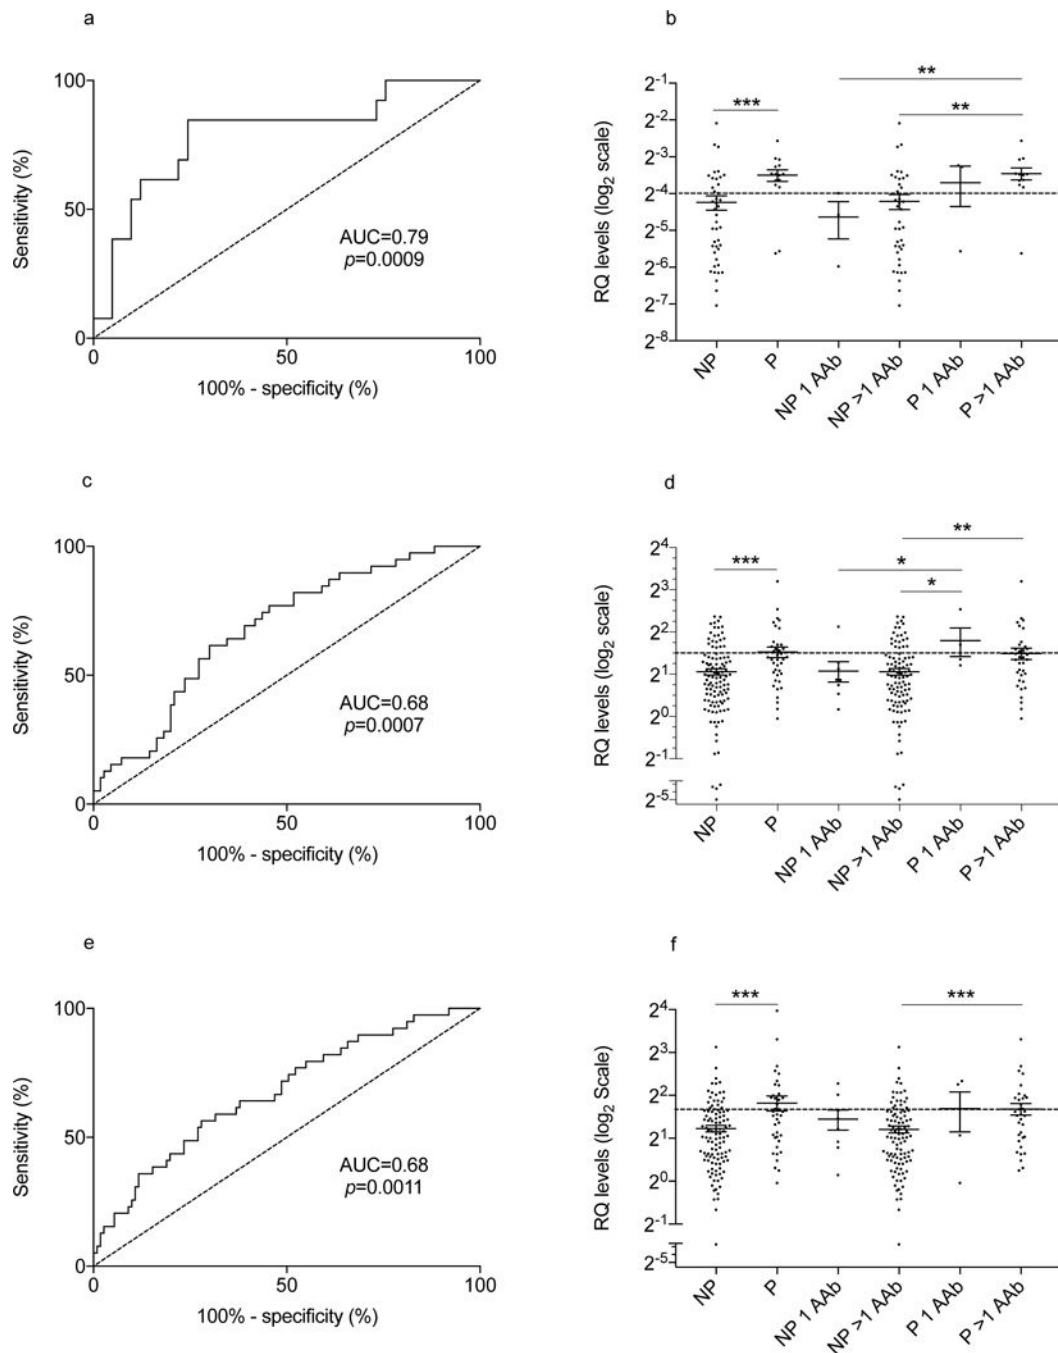 a
Sensitivity (%)
100
50
0
0
50
100
AUC=0.79
p=0.0009
100% - specificity (%)
b
RQ levels (log2 scale)
2-1
2-2
2-3
2-4
2-5
2-6
2-7
2-8
***
**
**
NP
P
NP 1 AAb
NP >1 AAb
P 1 AAb
P >1 AAb
c
Sensitivity (%)
100
50
0
0
50
100
AUC=0.68
p=0.0007
100% - specificity (%)
d
RQ levels (log2 scale)
24
23
22
21
20
2-1
2-5
***
**
*
*
NP
P
NP 1 AAb
NP >1 AAb
P 1 AAb
P >1 AAb
e
Sensitivity (%)
100
50
0
0
50
100
AUC=0.68
p=0.0011
100% - specificity (%)
f
RQ levels (log2 Scale)
24
23
22
21
20
2-1
2-5
***
***
NP
P
NP 1 AAb
NP >1 AAb
P 1 AAb
P >1 AAb